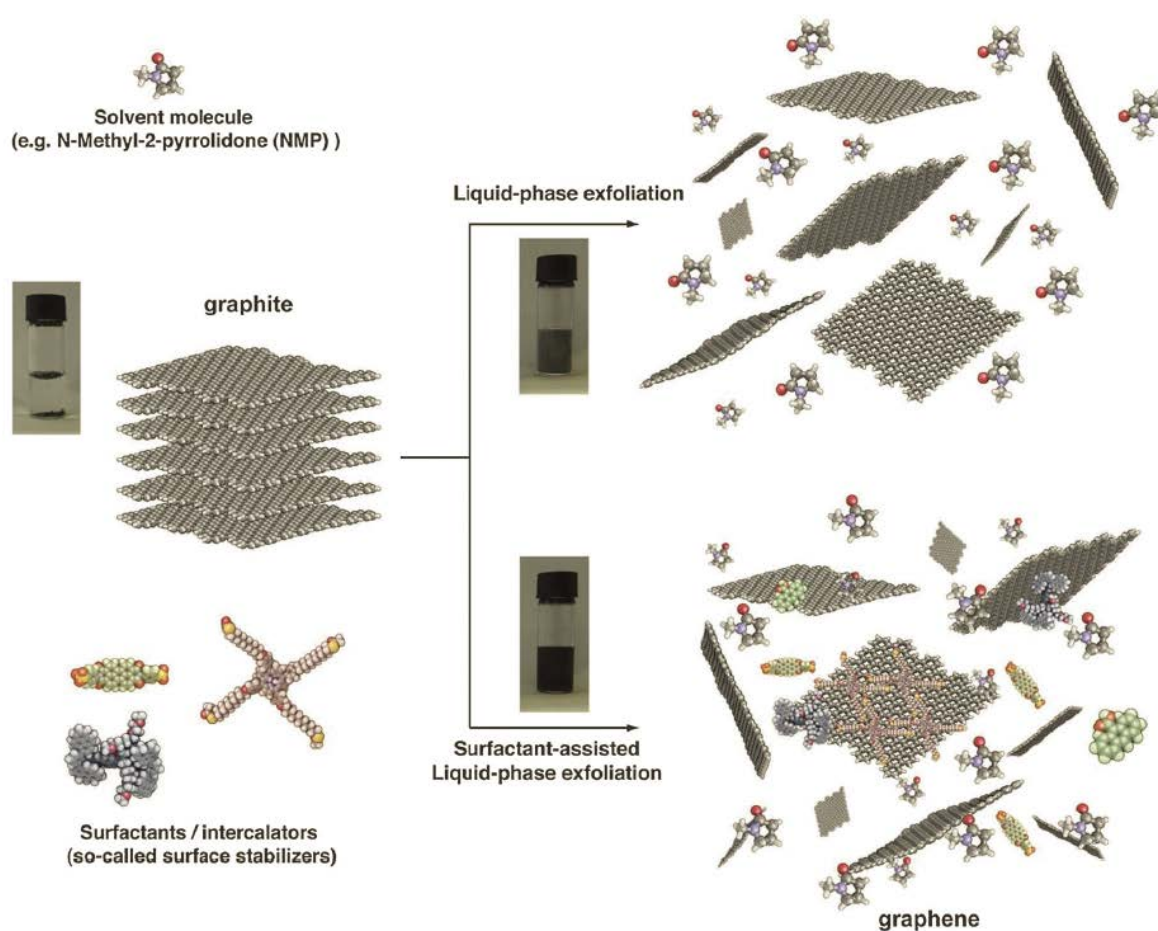 Solvent molecule
(e.g. N-Methyl-2-pyrrolidone (NMP) )
Liquid-phase exfoliation
graphite
Surfactant-assisted
Liquid-phase exfoliation
Surfactants / intercalators
(so-called surface stabilizers)
graphene